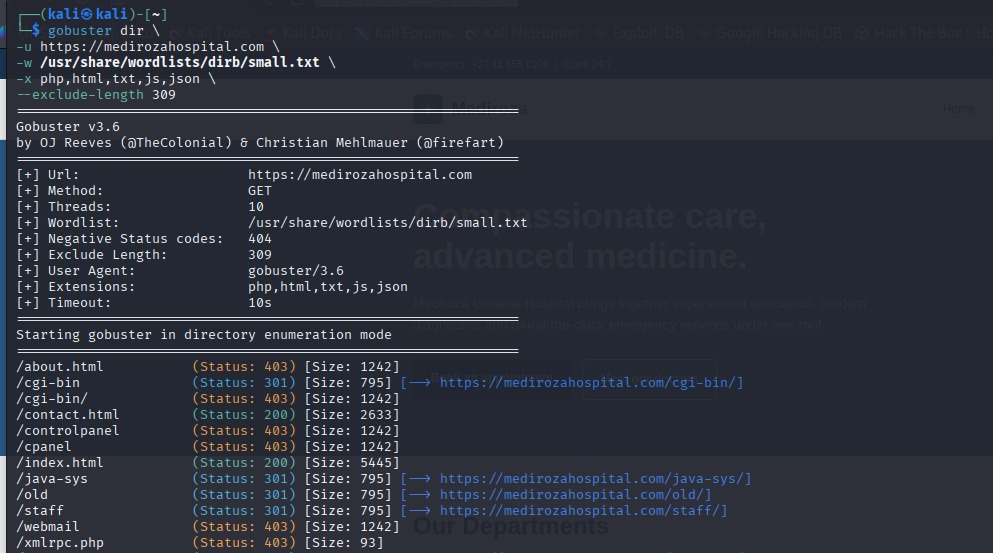 ┌──(kali㉿kali)-[~]
└─$ gobuster dir \
-u https://medirozahospital.com \
-w /usr/share/wordlists/dirb/small.txt \
-x php,html,txt,js,json \
--exclude-length 309
===============================================================
Gobuster v3.6
by OJ Reeves (@TheColonial) & Christian Mehlmauer (@firefart)
===============================================================
[+] Url: https://medirozahospital.com
[+] Method: GET
[+] Threads: 10
[+] Wordlist: /usr/share/wordlists/dirb/small.txt
[+] Negative Status codes: 404
[+] Exclude Length: 309
[+] User Agent: gobuster/3.6
[+] Extensions: php,html,txt,js,json
[+] Timeout: 10s
===============================================================
Starting gobuster in directory enumeration mode
===============================================================
/about.html (Status: 403) [Size: 1242]
/cgi-bin (Status: 301) [Size: 795] [--> https://medirozahospital.com/cgi-bin/]
/cgi-bin/ (Status: 403) [Size: 1242]
/contact.html (Status: 200) [Size: 2633]
/controlpanel (Status: 403) [Size: 1242]
/cpanel (Status: 403) [Size: 1242]
/index.html (Status: 200) [Size: 5445]
/java-sys (Status: 301) [Size: 795] [--> https://medirozahospital.com/java-sys/]
/old (Status: 301) [Size: 795] [--> https://medirozahospital.com/old/]
/staff (Status: 301) [Size: 795] [--> https://medirozahospital.com/staff/]
/webmail (Status: 403) [Size: 1242]
/xmlrpc.php (Status: 403) [Size: 93]
Kali Docs
Kali Forums
Kali NetHunter
Exploit-DB
Google Hacking DB
Hack The Box
Mediroza
Home
Compassionate care,
advanced medicine.
Our Departments